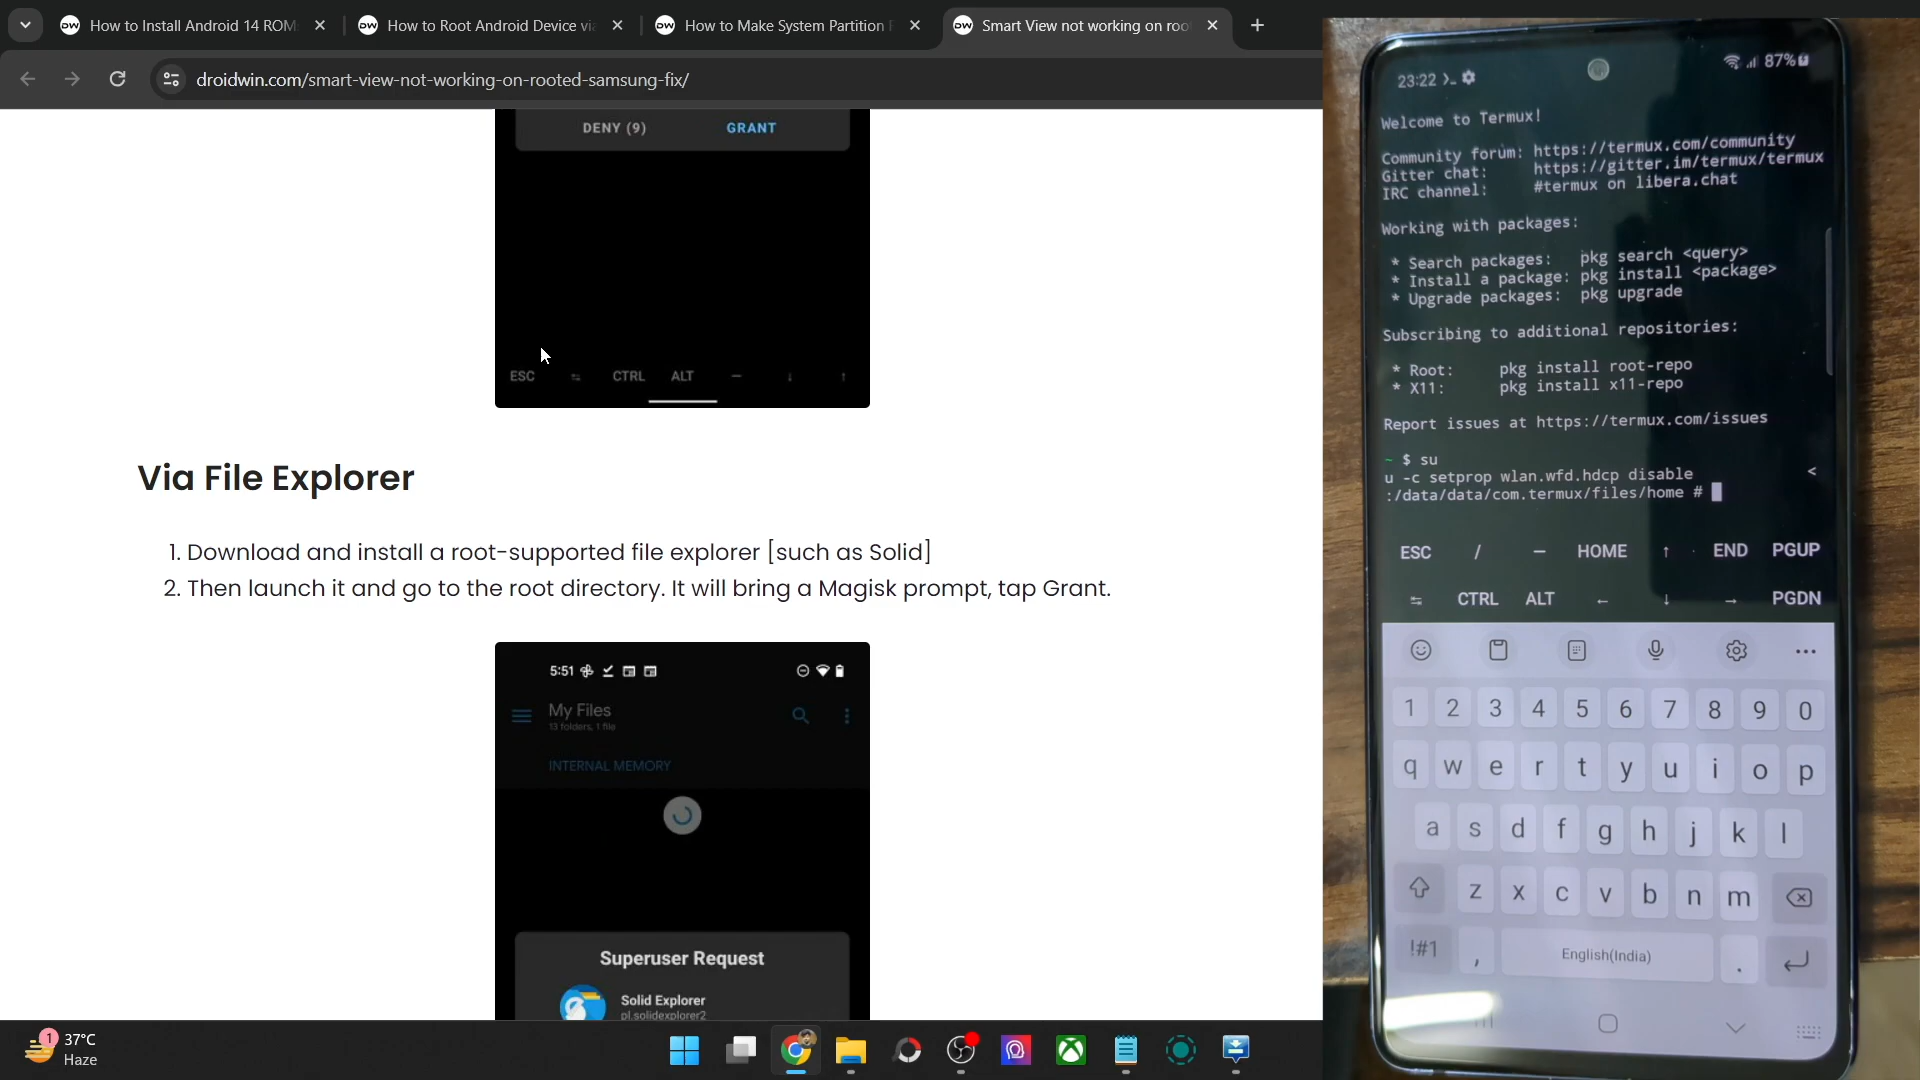 How to Install Android 14 ROM
How to Root Android Device via
How to Make System Partition
Smart View not working on roo
droidwin.com/smart-view-not-working-on-rooted-samsung-fix/
DENY (9) GRANT
ESC CTRL ALT − ↓ ↑
Via File Explorer
1. Download and install a root-supported file explorer [such as Solid]
2. Then launch it and go to the root directory. It will bring a Magisk prompt, tap Grant.
5:51
My Files
13 folders, 1 file
INTERNAL MEMORY
Superuser Request
Solid Explorer
pl.solidexplorer2
1
37°C
Haze
23:22 87%
Welcome to Termux!
Community forum: https://termux.com/community
Gitter chat: https://gitter.im/termux/termux
IRC channel: #termux on libera.chat
Working with packages:
* Search packages: pkg search <query>
* Install a package: pkg install <package>
* Upgrade packages: pkg upgrade
Subscribing to additional repositories:
* Root: pkg install root-repo
* X11: pkg install x11-repo
Report issues at https://termux.com/issues
~ $ su
u -c setprop wlan.wfd.hdcp disable <
:/data/data/com.termux/files/home #
ESC / − HOME ↑ END PGUP
CTRL ALT ← ↓ → PGDN
1 2 3 4 5 6 7 8 9 0
q w e r t y u i o p
a s d f g h j k l
z x c v b n m
!#1 , English(India) .